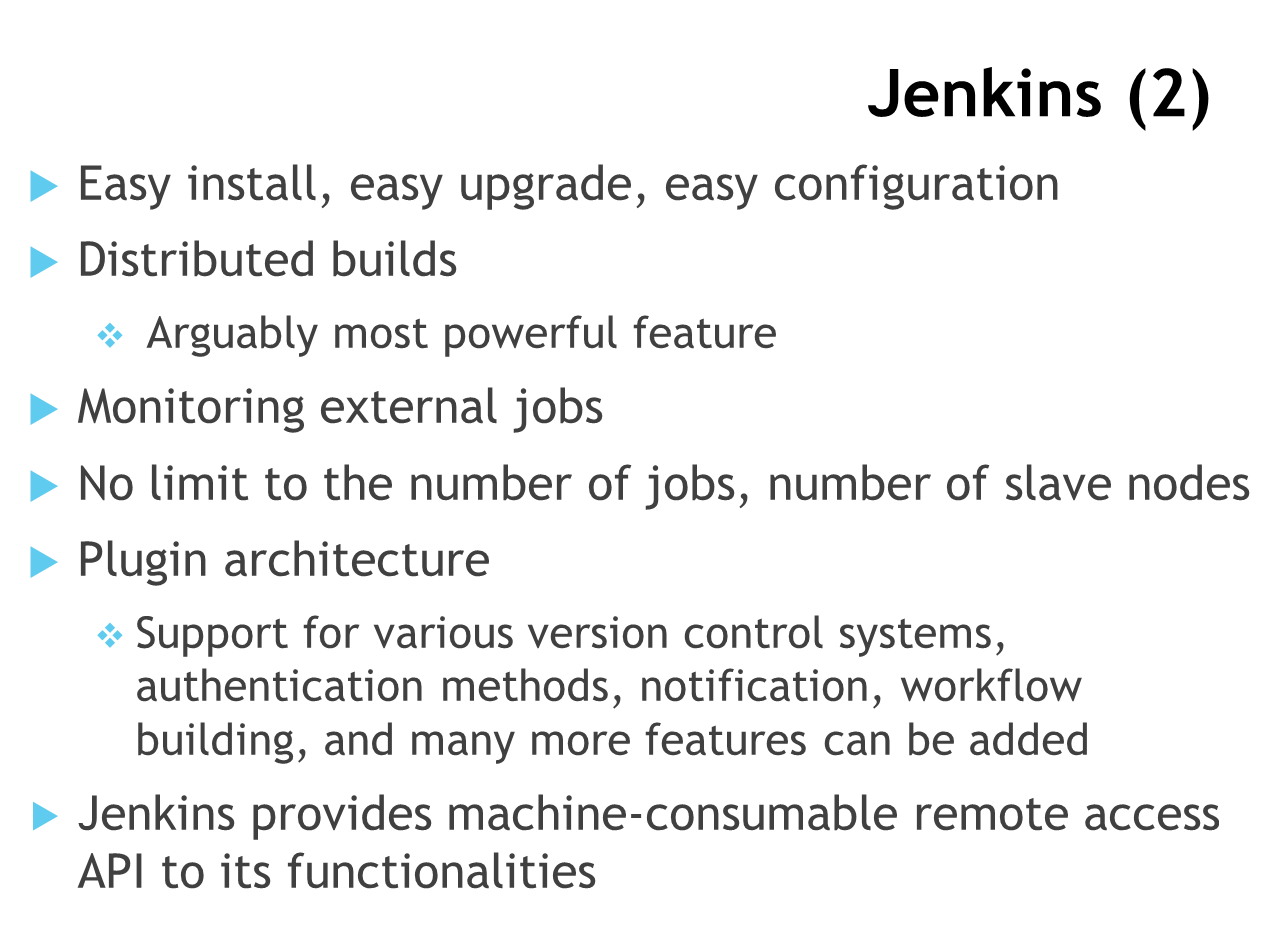 Jenkins (2)
Easy install, easy upgrade, easy configuration
Distributed builds
Arguably most powerful feature
Monitoring external jobs
No limit to the number of jobs, number of slave nodes
Plugin architecture
Support for various version control systems,
authentication methods, notification, workflow
building, and many more features can be added
Jenkins provides machine-consumable remote access
API to its functionalities